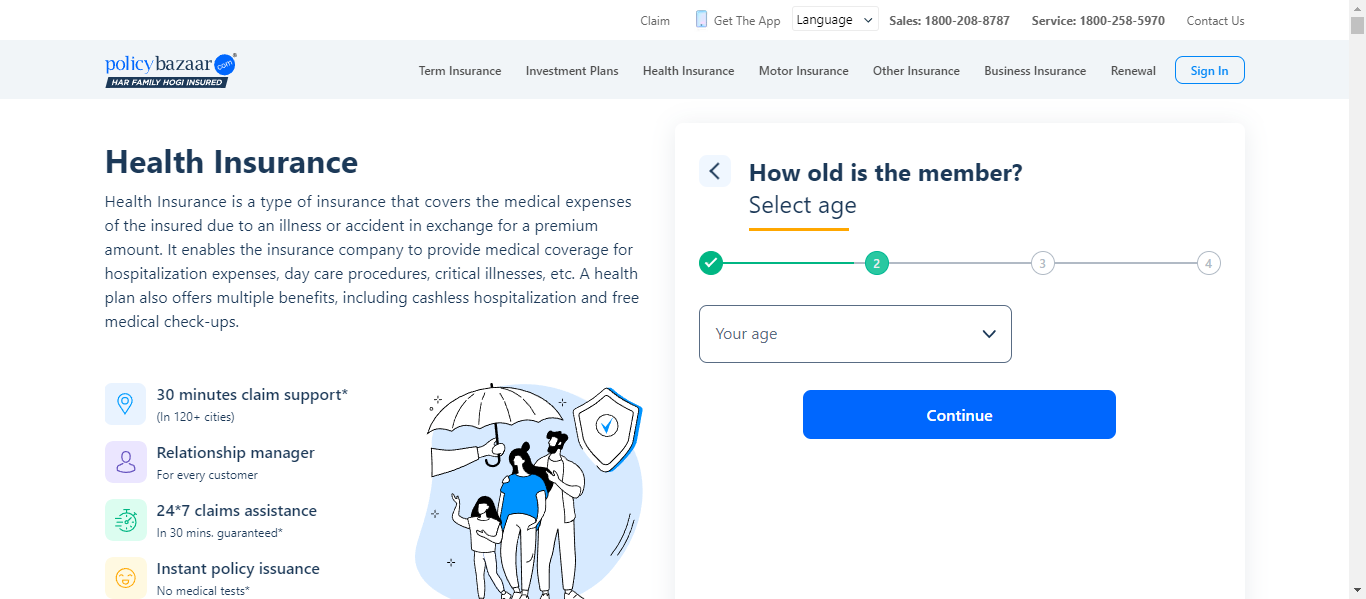 Claim
Get The App
Language
Sales: 1800-208-8787
Service: 1800-258-5970
Contact Us
policybazaar.com
HAR FAMILY HOGI INSURED
Term Insurance
Investment Plans
Health Insurance
Motor Insurance
Other Insurance
Business Insurance
Renewal
Sign In
Health Insurance
Health Insurance is a type of insurance that covers the medical expenses
of the insured due to an illness or accident in exchange for a premium
amount. It enables the insurance company to provide medical coverage for
hospitalization expenses, day care procedures, critical illnesses, etc. A health
plan also offers multiple benefits, including cashless hospitalization and free
medical check-ups.
30 minutes claim support*
(In 120+ cities)
Relationship manager
For every customer
24*7 claims assistance
In 30 mins. guaranteed*
Instant policy issuance
No medical tests*
How old is the member?
Select age
2
3
4
Your age
Continue